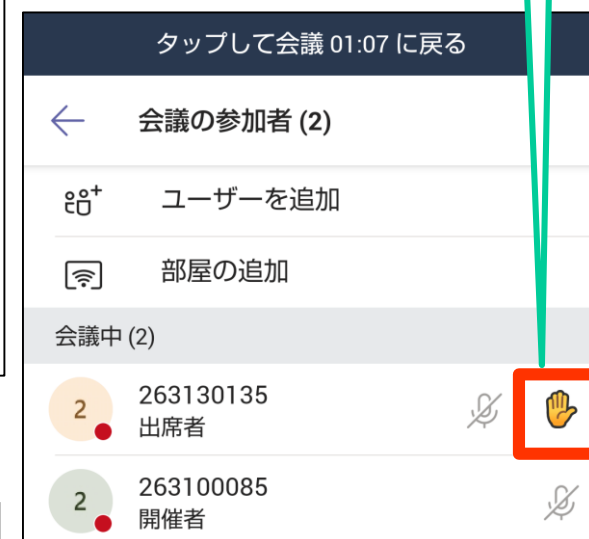 タップして会議 01:07 に戻る
会議の参加者 (2)
ユーザーを追加
部屋の追加
会議中 (2)
2
263130135
出席者
2
263100085
開催者